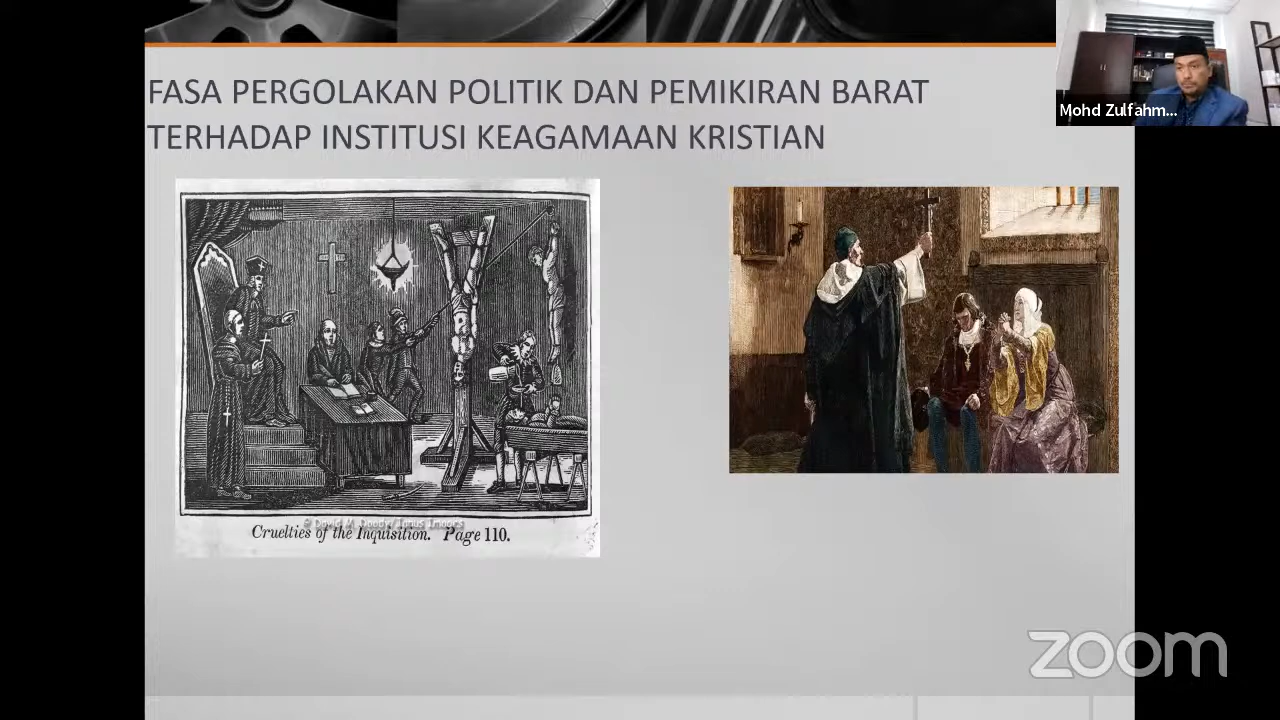 FASA PERGOLAKAN POLITIK DAN PEMIKIRAN BARAT
TERHADAP INSTITUSI KEAGAMAAN KRISTIAN
Mohd Zulfahm...
Cruelties of the Inquisition. Page 110.
zoom